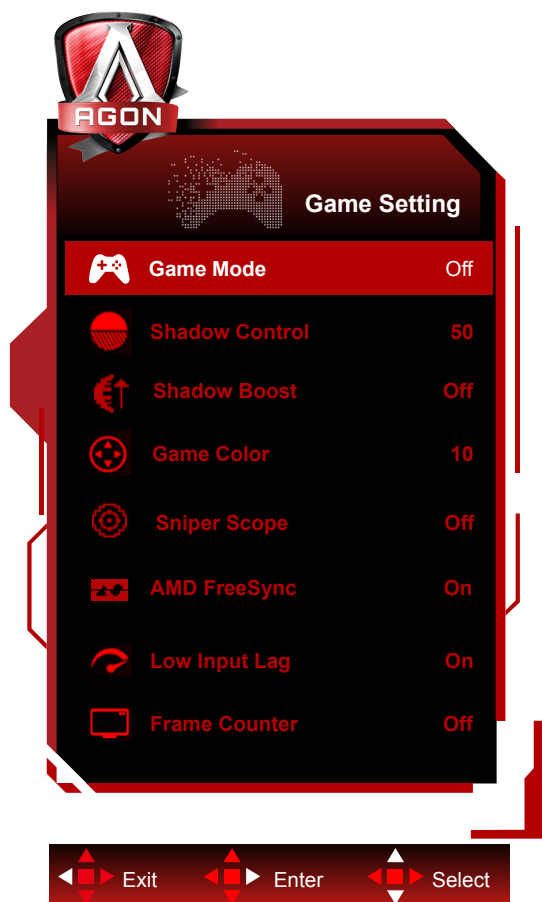 AGON
Game Setting
Game Mode Off
Shadow Control 50
Shadow Boost Off
Game Color 10
Sniper Scope Off
AMD FreeSync On
Low Input Lag On
Frame Counter Off
Exit Enter Select